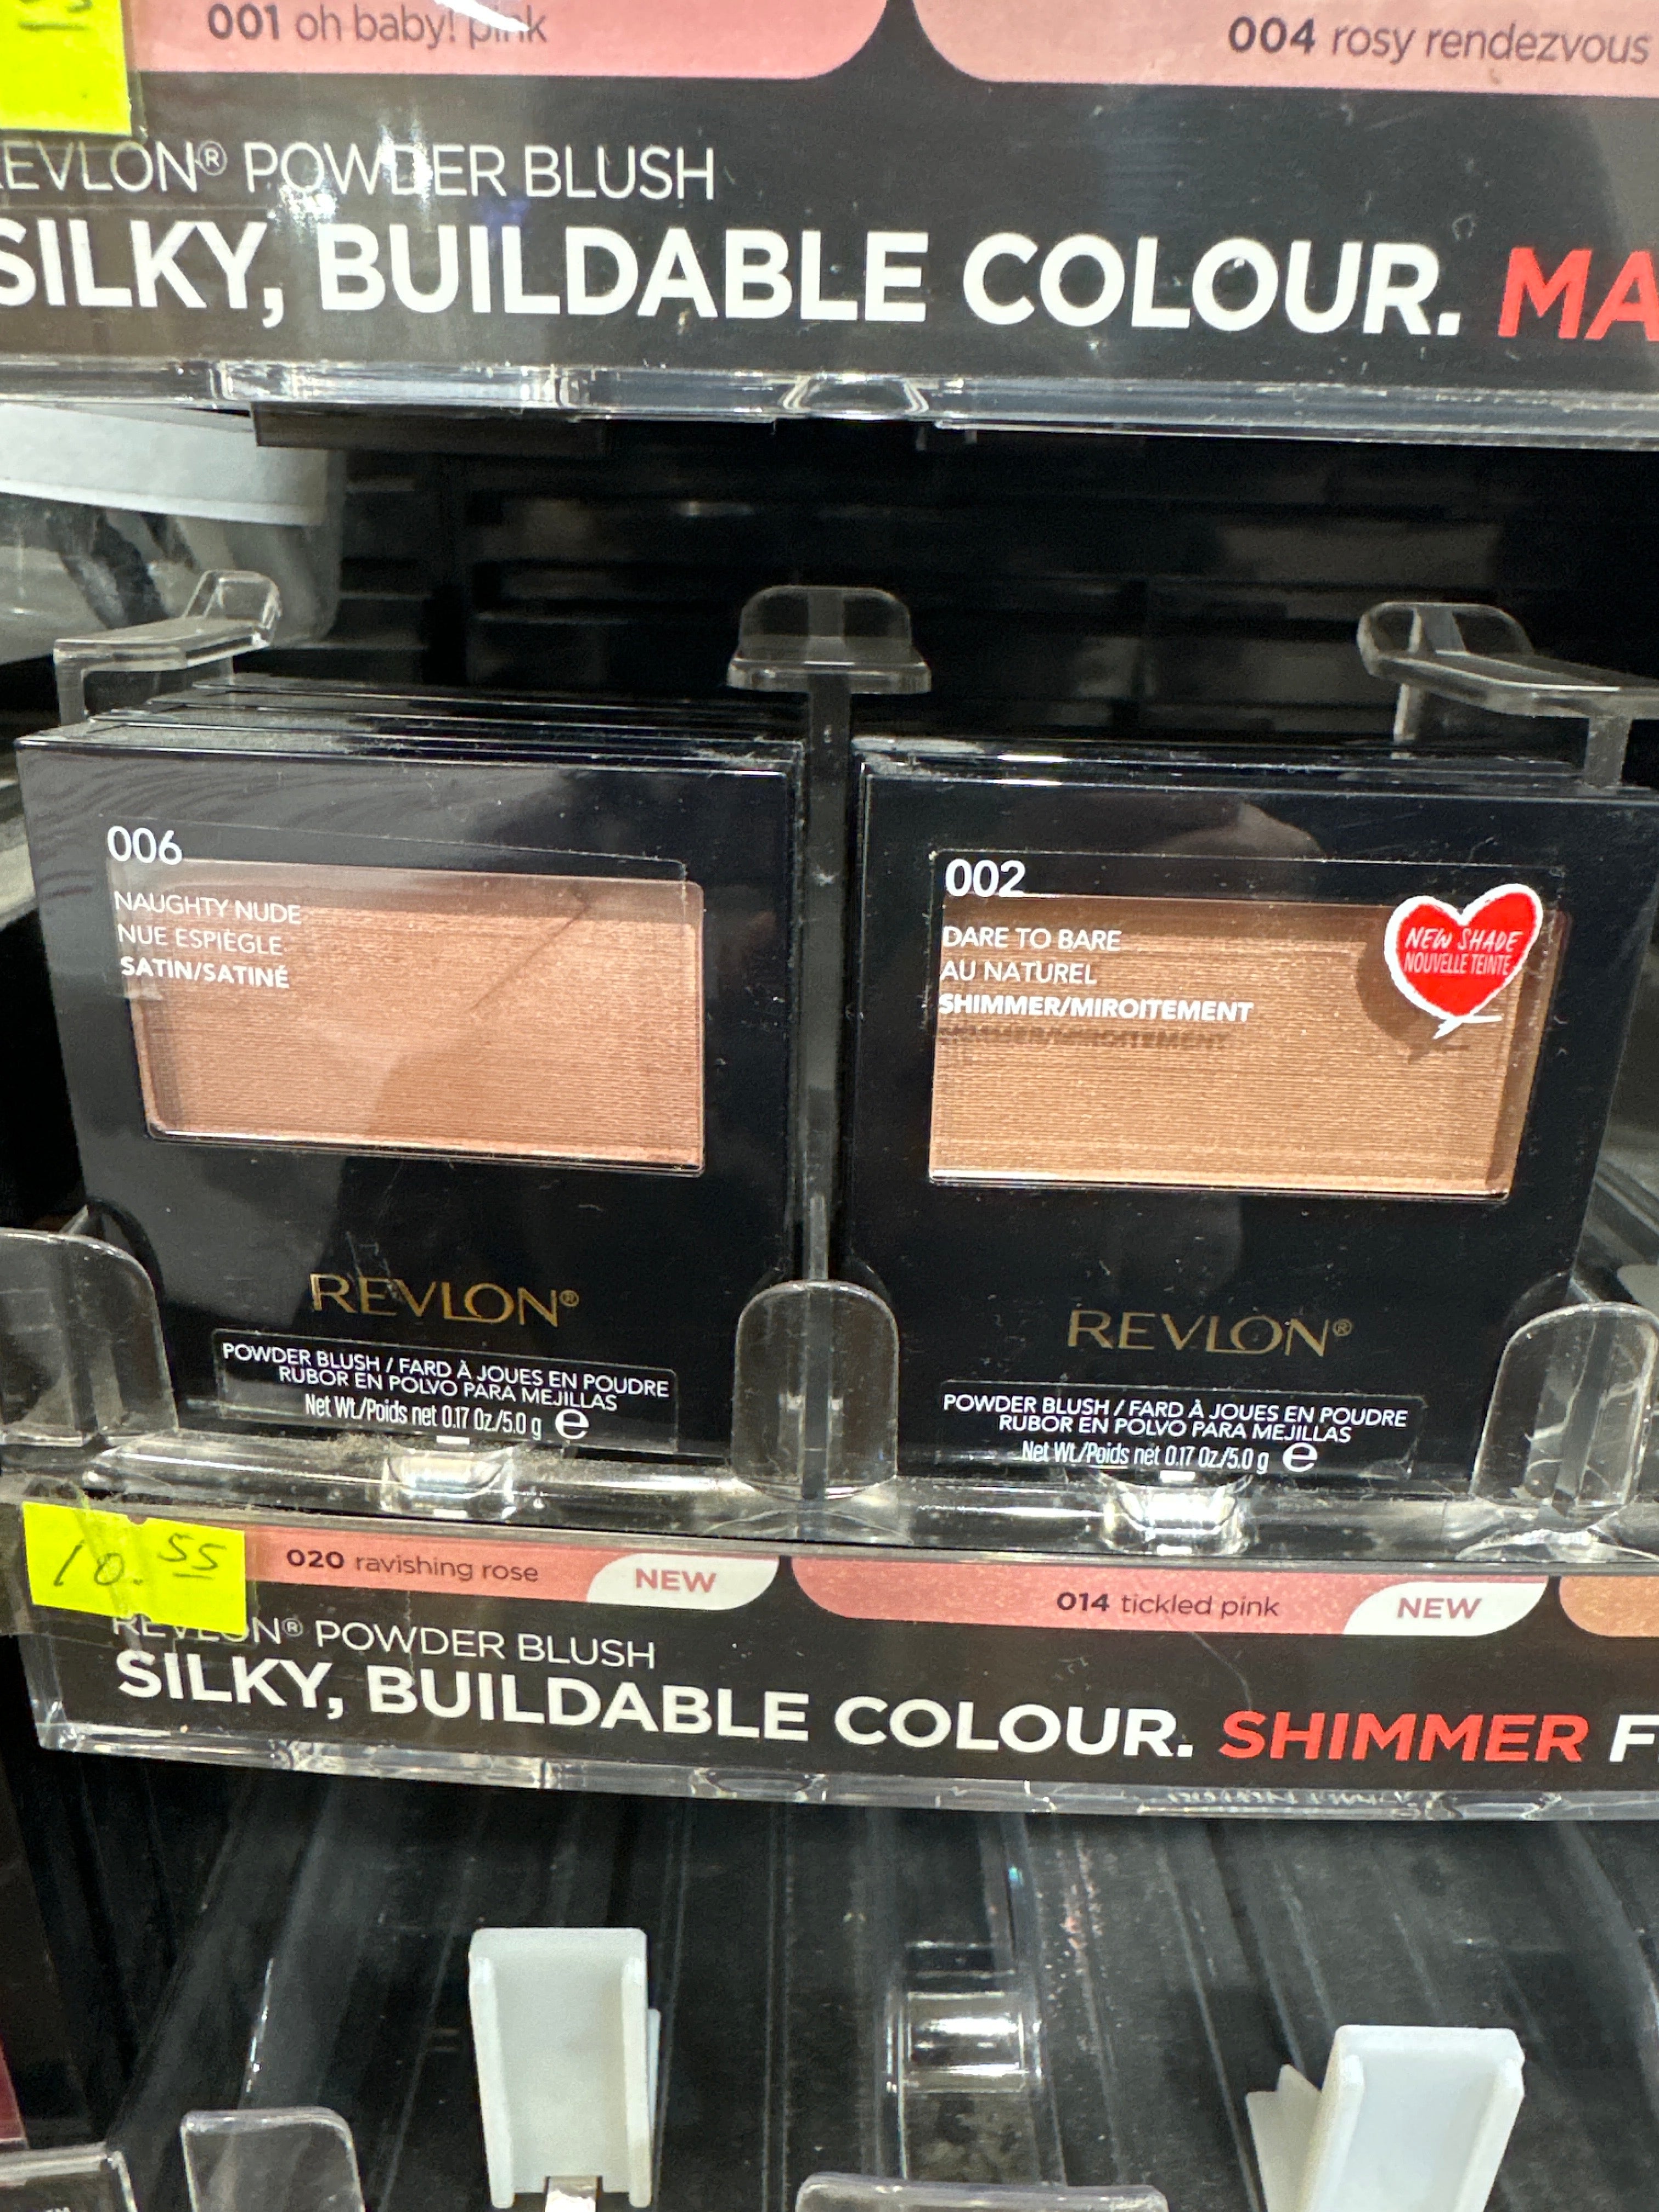 001 oh baby! pink
004 rosy rendezvous
EVLON® POWDER BLUSH
SILKY, BUILDABLE COLOUR. MA
006
NAUGHTY NUDE
NUE ESPIÈGLE
SATIN/SATINÉ
REVLON®
POWDER BLUSH / FARD À JOUES EN POUDRE
RUBOR EN POLVO PARA MEJILLAS
Net Wt./Poids net 0.17 Oz./5.0 g e
002
DARE TO BARE
AU NATUREL
SHIMMER/MIROITEMENT
NEW SHADE
NOUVELLE TEINTE
REVLON®
POWDER BLUSH / FARD À JOUES EN POUDRE
RUBOR EN POLVO PARA MEJILLAS
Net Wt./Poids net 0.17 Oz./5.0 g e
10.55
020 ravishing rose NEW
014 tickled pink NEW
REVLON® POWDER BLUSH
SILKY, BUILDABLE COLOUR. SHIMMER F